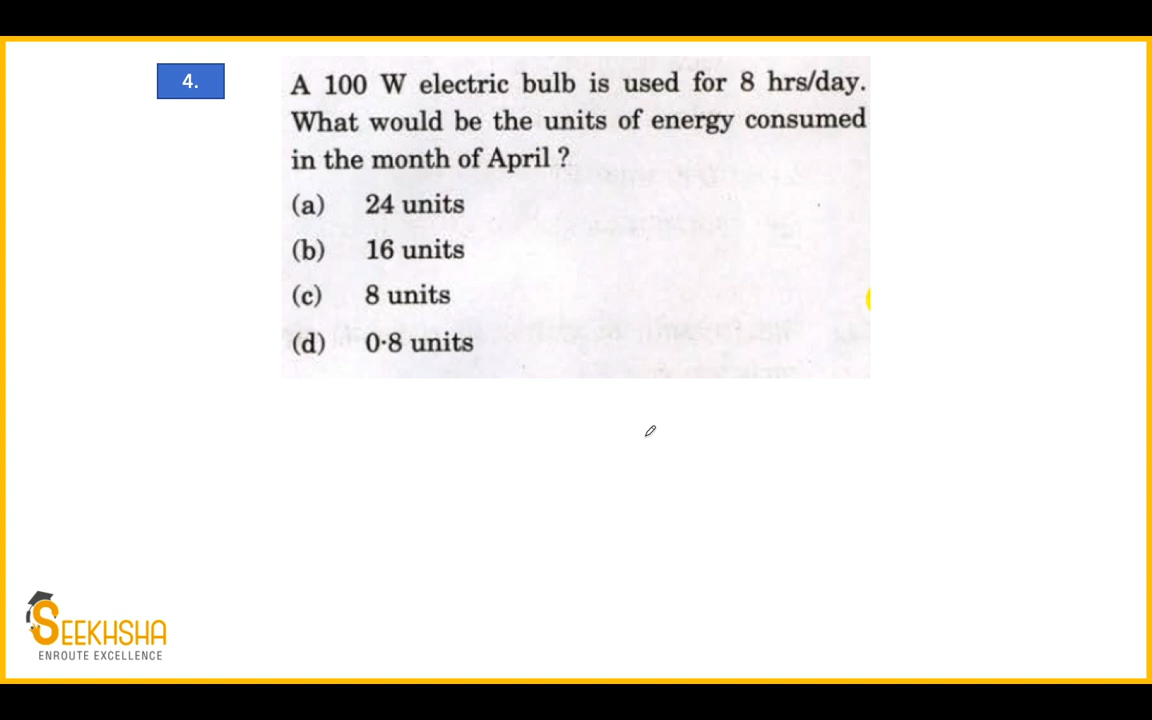 4.
A 100 W electric bulb is used for 8 hrs/day.
What would be the units of energy consumed
in the month of April ?
(a) 24 units
(b) 16 units
(c) 8 units
(d) 0·8 units
SEEKHSHA
ENROUTE EXCELLENCE